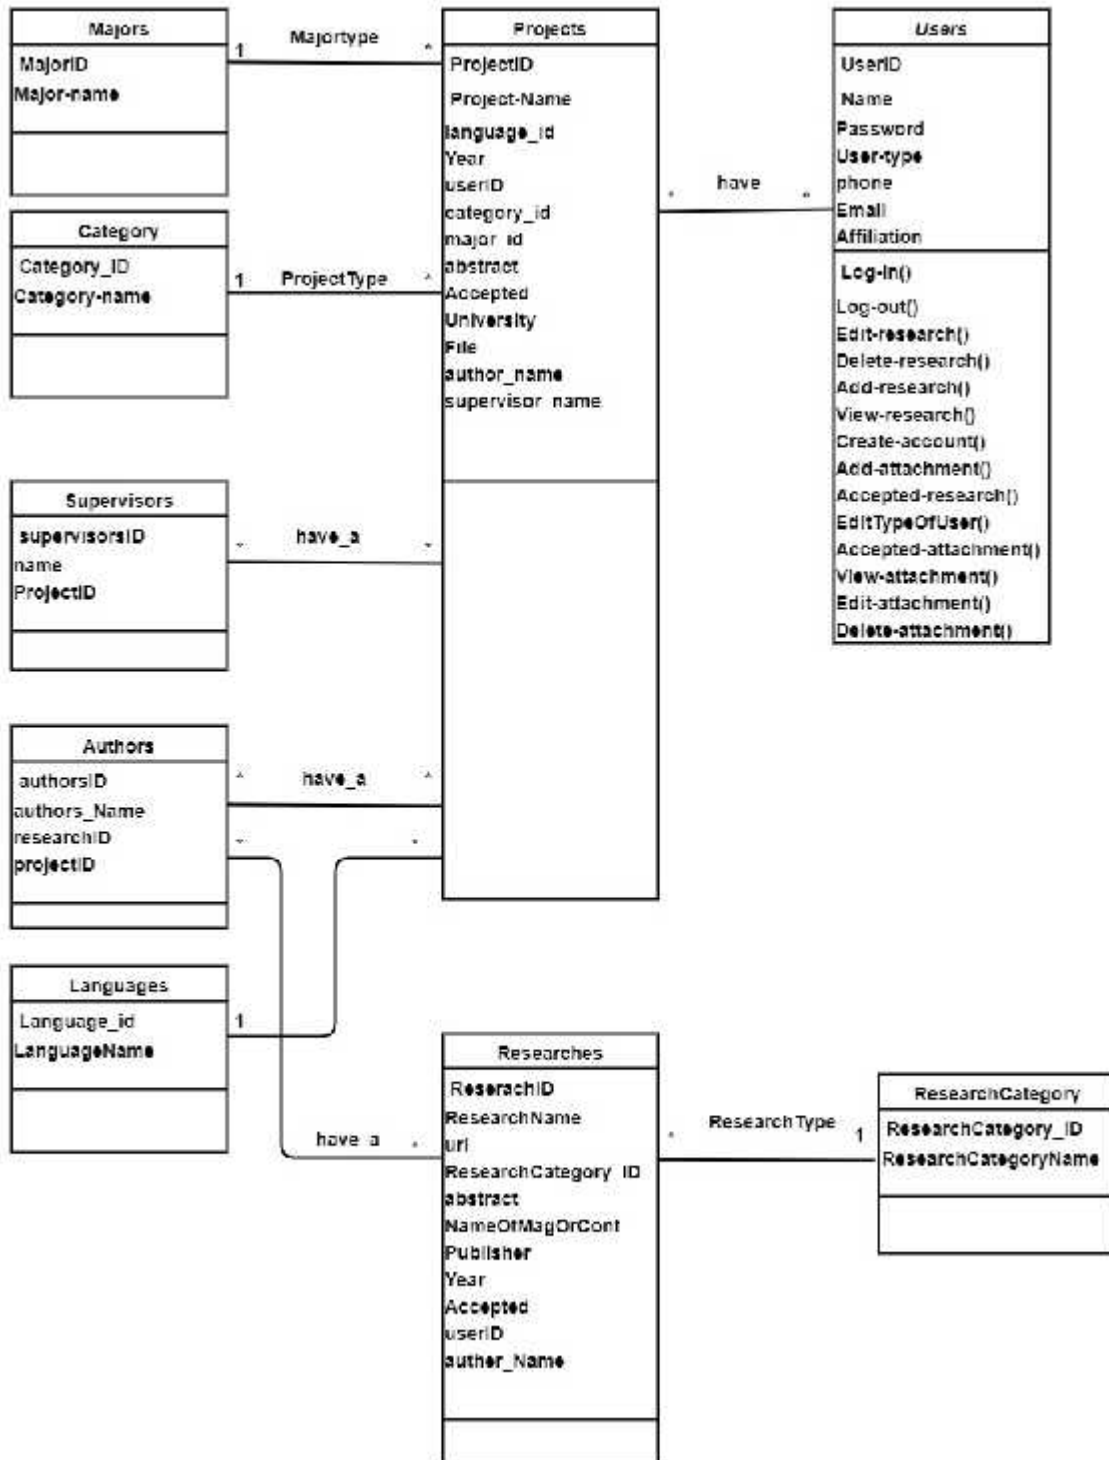 Majors
MajorID
Major-name
1
Majortype
*
Projects
ProjectID
Project-Name
language_id
Year
userID
category_id
major_id
abstract
Accepted
University
File
author_name
supervisor_name
*
have
*
Users
UserID
Name
Password
User-type
phone
Email
Affiliation
Log-in()
Log-out()
Edit-research()
Delete-research()
Add-research()
View-research()
Create-account()
Add-attachment()
Accepted-research()
EditTypeOfUser()
Accepted-attachment()
View-attachment()
Edit-attachment()
Delete-attachment()
Category
Category_ID
Category-name
1
ProjectType
*
Supervisors
supervisorsID
name
ProjectID
*
have_a
*
Authors
authorsID
authors_Name
researchID
projectID
*
have_a
*
*
*
Languages
Language_id
LanguageName
1
have_a
*
Researches
ReserachID
ResearchName
url
ResearchCategory_ID
abstract
NameOfMagOrCont
Publisher
Year
Accepted
userID
auther_Name
*
ResearchType
1
ResearchCategory
ResearchCategory_ID
ResearchCategoryName